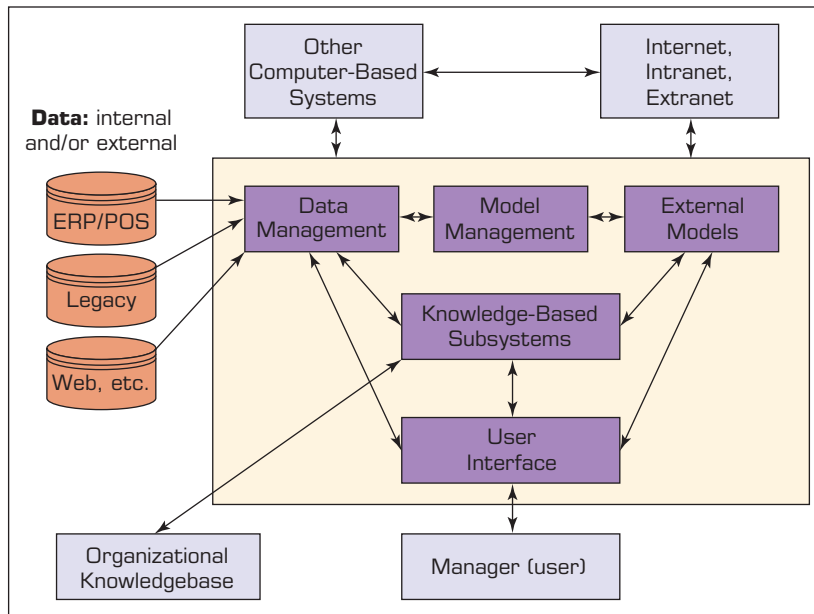 Other
Computer-Based
Systems
Internet,
Intranet,
Extranet
Data: internal
and/or external
ERP/POS
Legacy
Web, etc.
Data
Management
Model
Management
External
Models
Knowledge-Based
Subsystems
User
Interface
Organizational
Knowledgebase
Manager (user)